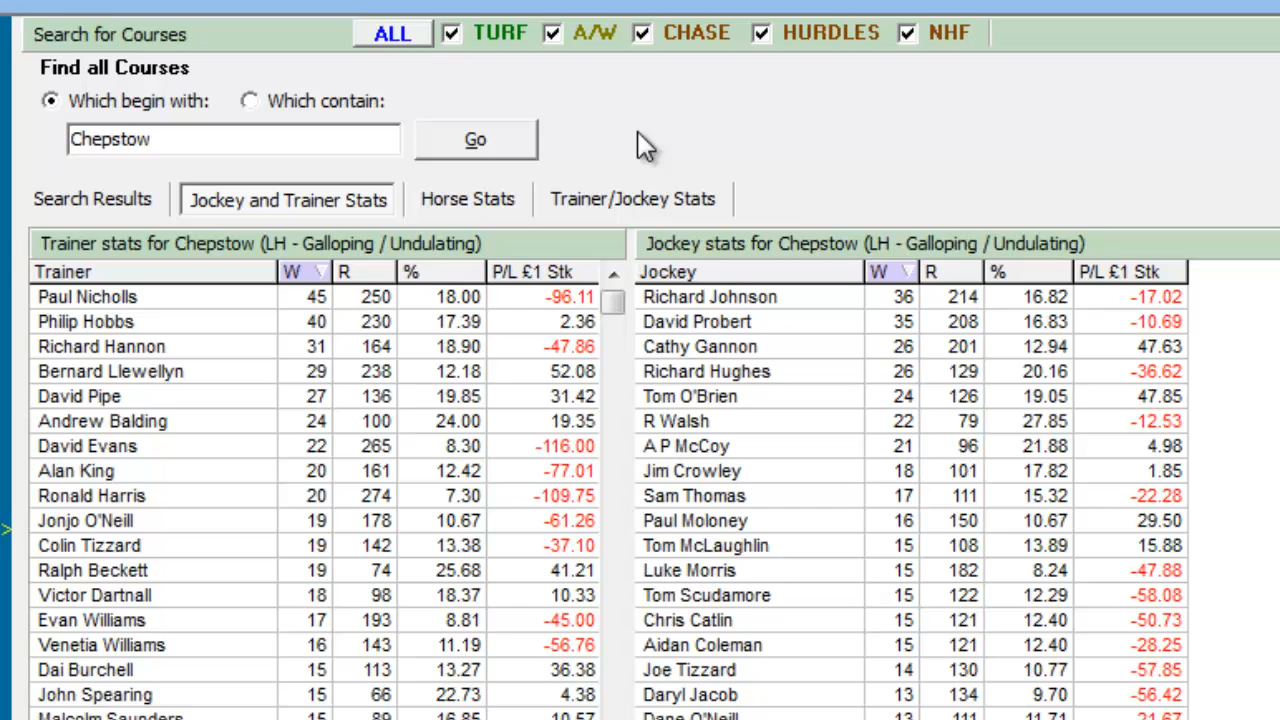 Search for Courses ALL TURF A/W CHASE HURDLES NHF
Find all Courses
Which begin with: Which contain:
Chepstow Go
Search Results Jockey and Trainer Stats Horse Stats Trainer/Jockey Stats
Trainer stats for Chepstow (LH - Galloping / Undulating)
Trainer W R % P/L £1 Stk
Paul Nicholls 45 250 18.00 -96.11
Philip Hobbs 40 230 17.39 2.36
Richard Hannon 31 164 18.90 -47.86
Bernard Llewellyn 29 238 12.18 52.08
David Pipe 27 136 19.85 31.42
Andrew Balding 24 100 24.00 19.35
David Evans 22 265 8.30 -116.00
Alan King 20 161 12.42 -77.01
Ronald Harris 20 274 7.30 -109.75
Jonjo O'Neill 19 178 10.67 -61.26
Colin Tizzard 19 142 13.38 -37.10
Ralph Beckett 19 74 25.68 41.21
Victor Dartnall 18 98 18.37 10.33
Evan Williams 17 193 8.81 -45.00
Venetia Williams 16 143 11.19 -56.76
Dai Burchell 15 113 13.27 36.38
John Spearing 15 66 22.73 4.38
Malcolm Saunders 15 89 16.85 10.57
Jockey stats for Chepstow (LH - Galloping / Undulating)
Jockey W R % P/L £1 Stk
Richard Johnson 36 214 16.82 -17.02
David Probert 35 208 16.83 -10.69
Cathy Gannon 26 201 12.94 47.63
Richard Hughes 26 129 20.16 -36.62
Tom O'Brien 24 126 19.05 47.85
R Walsh 22 79 27.85 -12.53
A P McCoy 21 96 21.88 4.98
Jim Crowley 18 101 17.82 1.85
Sam Thomas 17 111 15.32 -22.28
Paul Moloney 16 150 10.67 29.50
Tom McLaughlin 15 108 13.89 15.88
Luke Morris 15 182 8.24 -47.88
Tom Scudamore 15 122 12.29 -58.08
Chris Catlin 15 121 12.40 -50.73
Aidan Coleman 15 121 12.40 -28.25
Joe Tizzard 14 130 10.77 -57.85
Daryl Jacob 13 134 9.70 -56.42
Dane O'Neill 13 111 11.71 -21.67